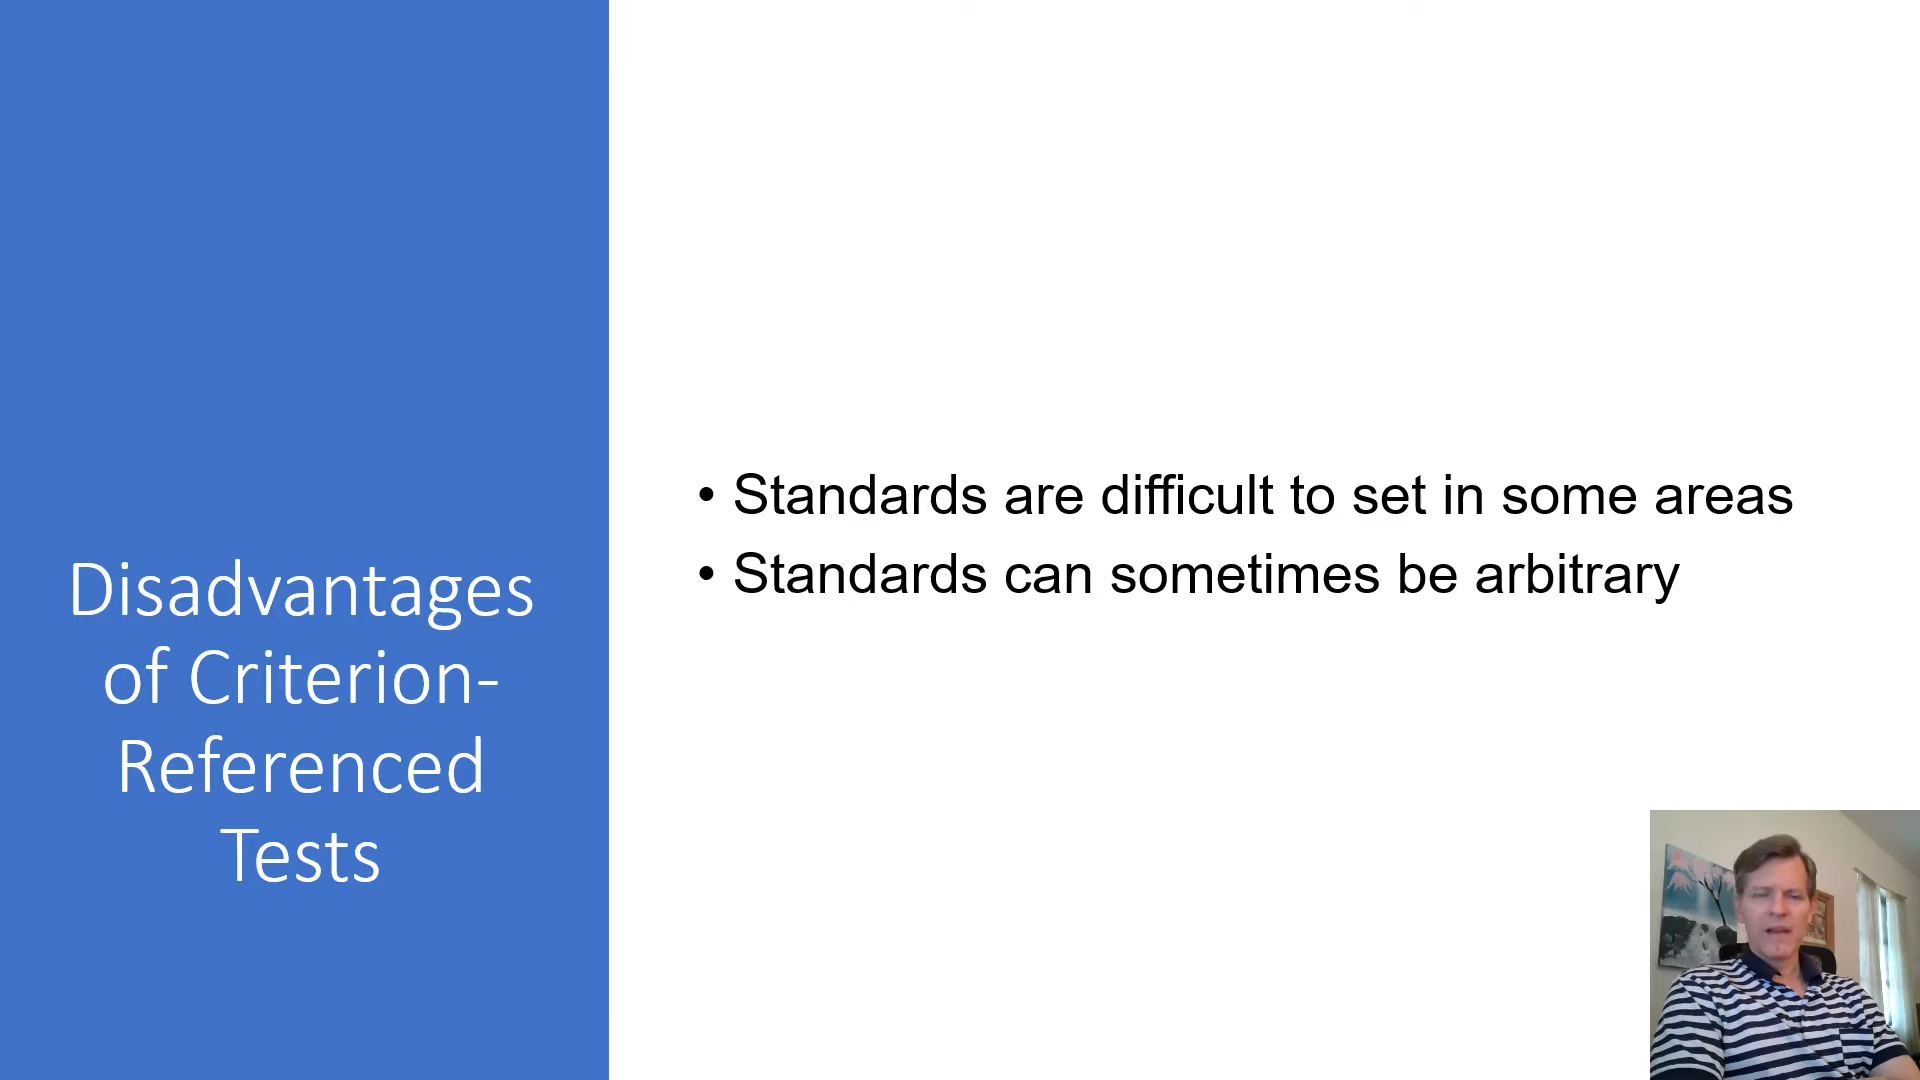 Disadvantages
of Criterion-
Referenced
Tests
• Standards are difficult to set in some areas
• Standards can sometimes be arbitrary